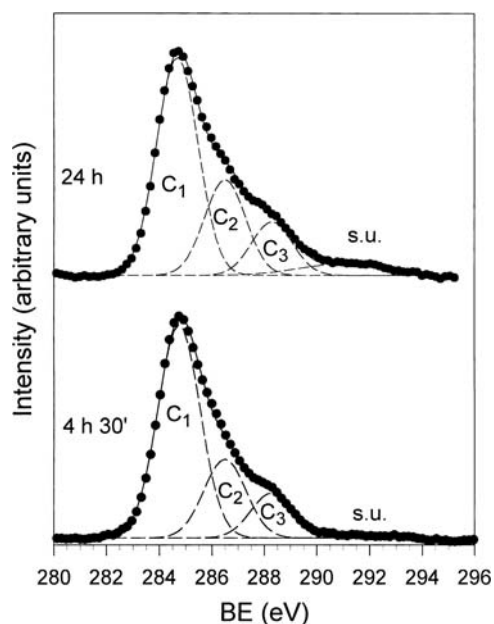 Intensity (arbitrary units)
24 h
C1
C2
C3
s.u.
4 h 30'
C1
C2
C3
s.u.
280 282 284 286 288 290 292 294 296
BE (eV)